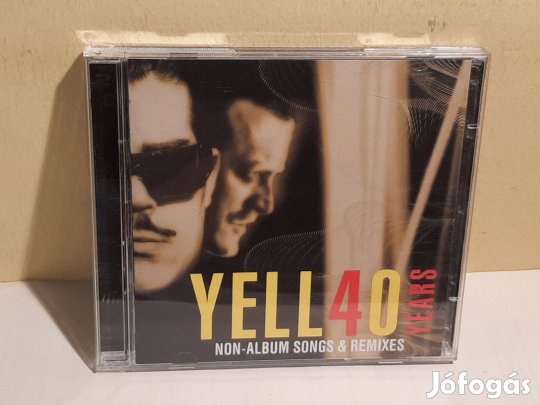 YELL40
YEARS
NON-ALBUM SONGS & REMIXES
Jófogás